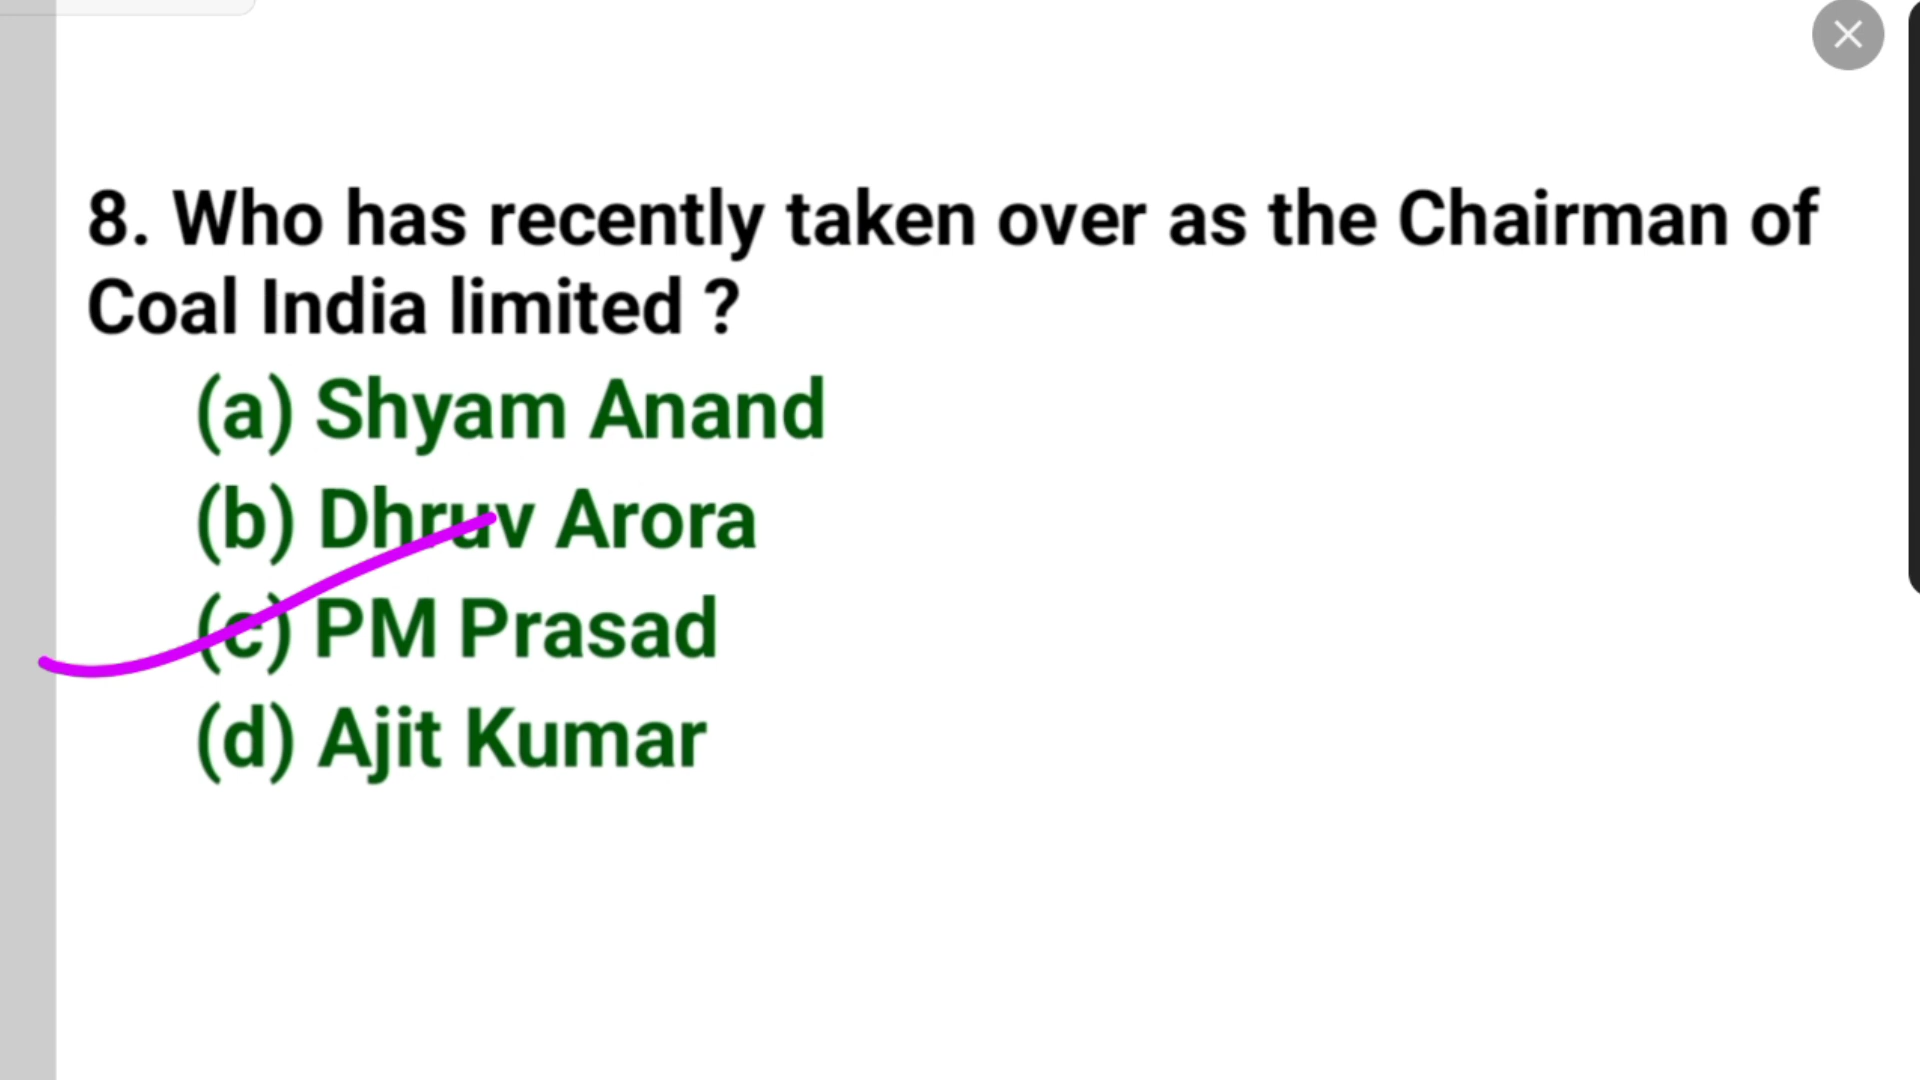 8. Who has recently taken over as the Chairman of
Coal India limited ?
(a) Shyam Anand
(b) Dhruv Arora
(c) PM Prasad
(d) Ajit Kumar